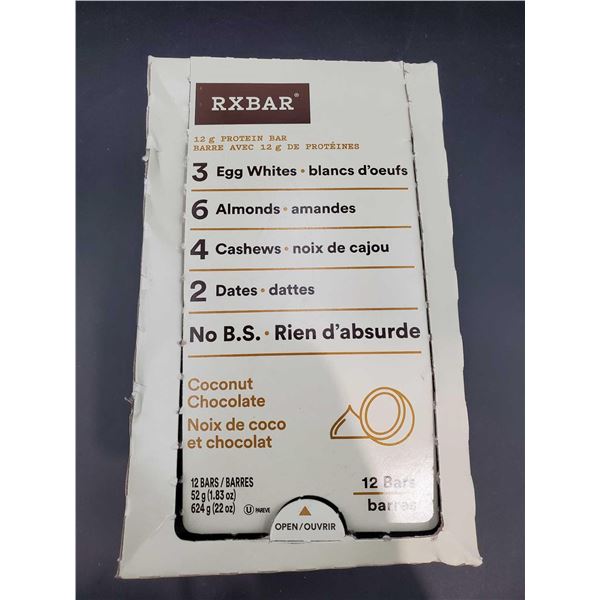 RXBAR®
12 g PROTEIN BAR
BARRE AVEC 12 g DE PROTÉINES
3 Egg Whites • blancs d'oeufs
6 Almonds • amandes
4 Cashews • noix de cajou
2 Dates • dattes
No B.S. • Rien d'absurde
Coconut
Chocolate
Noix de coco
et chocolat
12 BARS / BARRES
52 g (1.83 oz)
624 g (22 oz) U PAREVE
12 Bars
barres
OPEN / OUVRIR